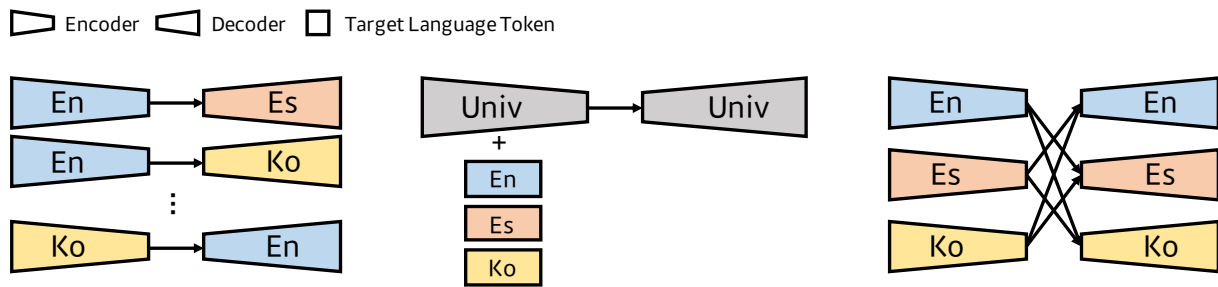 Encoder Decoder Target Language Token
En Es
En Ko
⋮
Ko En
Univ Univ
+
En
Es
Ko
En En
Es Es
Ko Ko